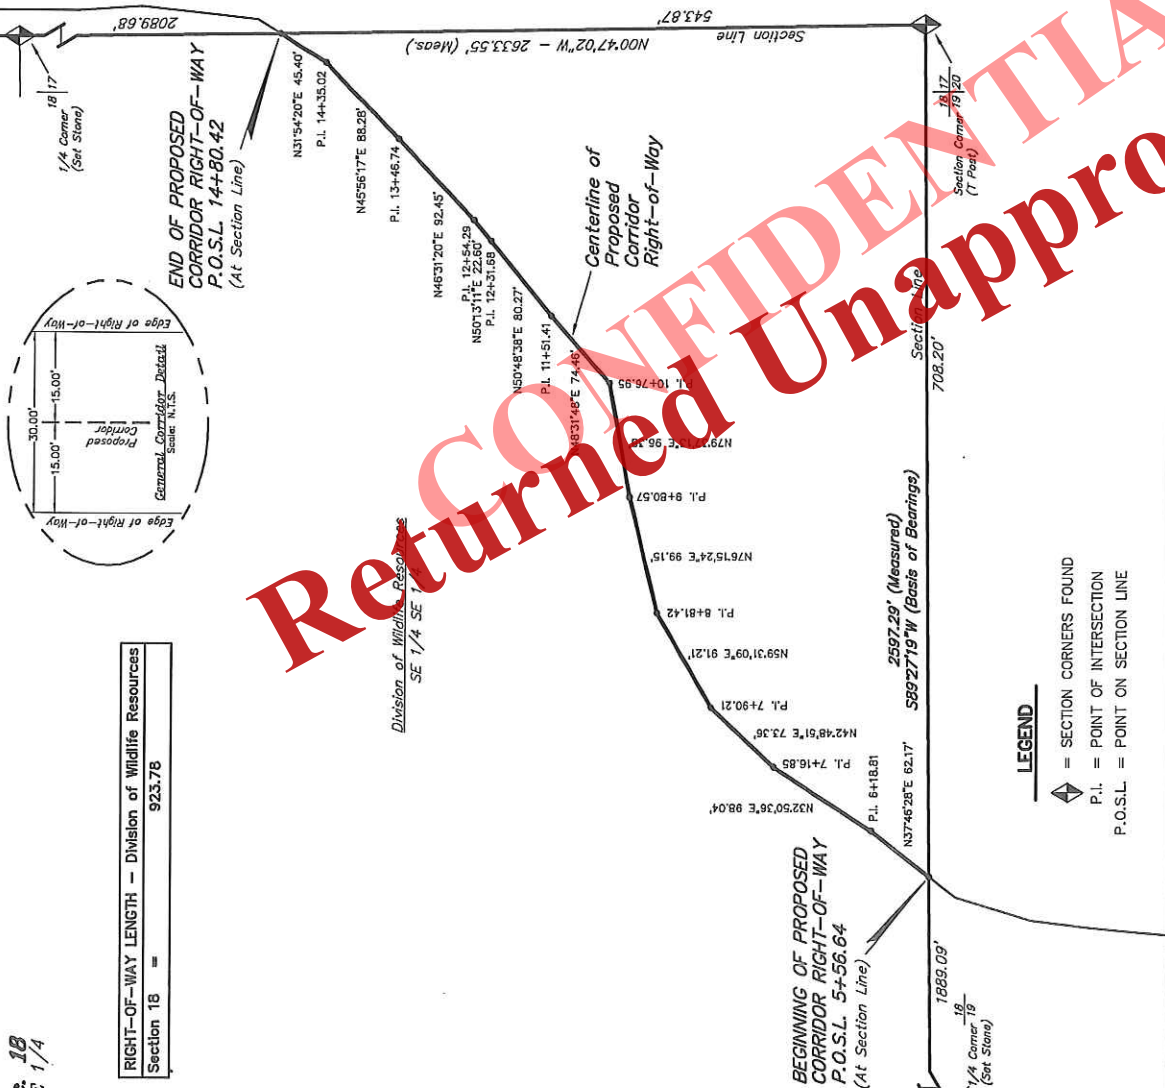 18
1/4
RIGHT-OF-WAY LENGTH - Division of Wildlife Resources
Section 18 = 923.78
30.00'
15.00'
15.00'
Edge of Right-of-Way
Edge of Right-of-Way
Proposed
Corridor
General Corridor Detail
Scale: N.T.S.
18 17
1/4 Corner
(Set Stone)
2089.68'
543.87'
N00°47'02"W - 2633.55' (Meas.)
Section Line
END OF PROPOSED
CORRIDOR RIGHT-OF-WAY
P.O.S.L. 14+80.42
(At Section Line)
N31°54'20"E 45.40'
P.I. 14+35.02
N45°56'17"E 88.28'
P.I. 13+46.74
N46°31'20"E 92.45'
P.I. 12+54.29
N50°13'11"E 22.60'
P.I. 12+31.68
N50°48'38"E 80.27'
P.I. 11+51.41
N48°31'48"E 74.46'
P.I. 10+76.95
96.38
P.I. 9+80.57
N76°15'24"E 99.15'
P.I. 8+81.42
N59°31'09"E 91.21'
P.I. 7+90.21
N42°48'51"E 73.36'
P.I. 7+16.85
N32°50'36"E 98.04'
P.I. 6+18.81
N37°46'28"E 62.17'
Centerline of
Proposed
Corridor
Right-of-Way
Division of Wildlife Resources
SE 1/4 SE 1/4
BEGINNING OF PROPOSED
CORRIDOR RIGHT-OF-WAY
P.O.S.L. 5+56.64
(At Section Line)
18 17
19 20
Section Corner
(T Post)
Section Line
708.20'
2597.29' (Measured)
S89°27'19"W (Basis of Bearings)
1889.09'
18
19
1/4 Corner
(Set Stone)
LEGEND
= SECTION CORNERS FOUND
P.I. = POINT OF INTERSECTION
P.O.S.L. = POINT ON SECTION LINE
CONFIDENTIA
Returned Unappro